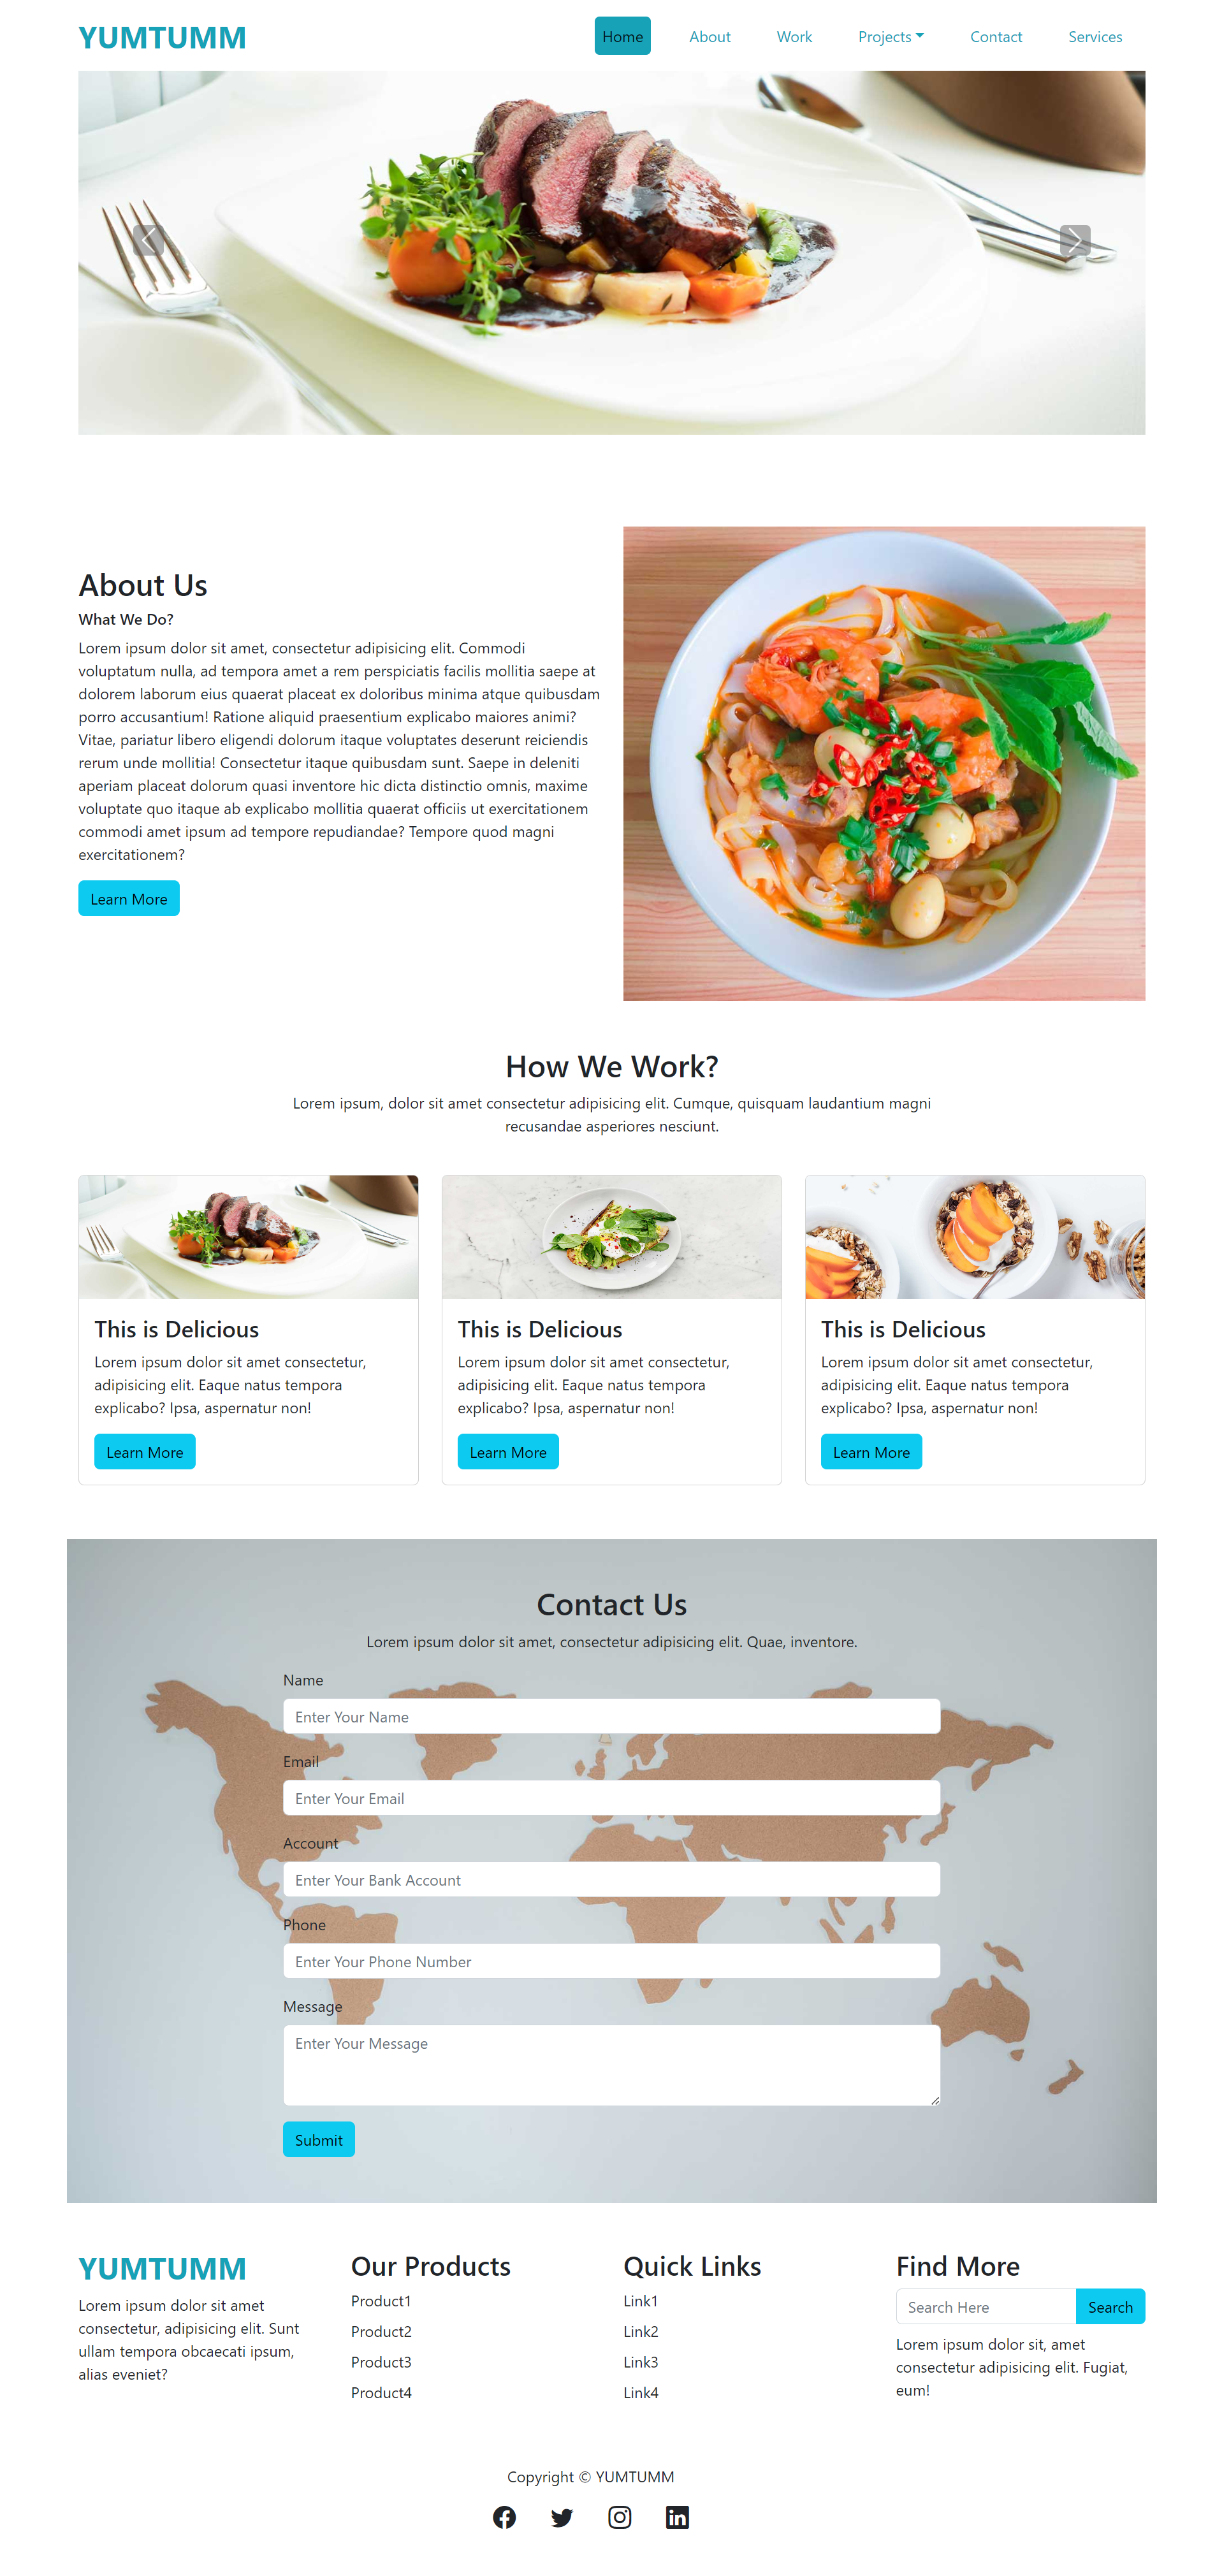 YUMTUMM
Home About Work Projects Contact Services
About Us
What We Do?
Lorem ipsum dolor sit amet, consectetur adipisicing elit. Commodi
voluptatum nulla, ad tempora amet a rem perspiciatis facilis mollitia saepe at
dolorem laborum eius quaerat placeat ex doloribus minima atque quibusdam
porro accusantium! Ratione aliquid praesentium explicabo maiores animi?
Vitae, pariatur libero eligendi dolorum itaque voluptates deserunt reiciendis
rerum unde mollitia! Consectetur itaque quibusdam sunt. Saepe in deleniti
aperiam placeat dolorum quasi inventore hic dicta distinctio omnis, maxime
voluptate quo itaque ab explicabo mollitia quaerat officiis ut exercitationem
commodi amet ipsum ad tempore repudiandae? Tempore quod magni
exercitationem?
Learn More
How We Work?
Lorem ipsum, dolor sit amet consectetur adipisicing elit. Cumque, quisquam laudantium magni
recusandae asperiores nesciunt.
This is Delicious
Lorem ipsum dolor sit amet consectetur,
adipisicing elit. Eaque natus tempora
explicabo? Ipsa, aspernatur non!
Learn More
This is Delicious
Lorem ipsum dolor sit amet consectetur,
adipisicing elit. Eaque natus tempora
explicabo? Ipsa, aspernatur non!
Learn More
This is Delicious
Lorem ipsum dolor sit amet consectetur,
adipisicing elit. Eaque natus tempora
explicabo? Ipsa, aspernatur non!
Learn More
Contact Us
Lorem ipsum dolor sit amet, consectetur adipisicing elit. Quae, inventore.
Name
Enter Your Name
Email
Enter Your Email
Account
Enter Your Bank Account
Phone
Enter Your Phone Number
Message
Enter Your Message
Submit
YUMTUMM
Lorem ipsum dolor sit amet
consectetur, adipisicing elit. Sunt
ullam tempora obcaecati ipsum,
alias eveniet?
Our Products
Product1
Product2
Product3
Product4
Quick Links
Link1
Link2
Link3
Link4
Find More
Search Here
Search
Lorem ipsum dolor sit, amet
consectetur adipisicing elit. Fugiat,
eum!
Copyright © YUMTUMM